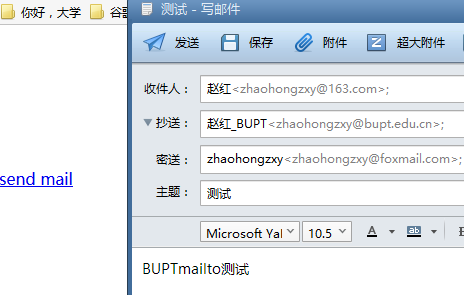 你好，大学
测试 - 写邮件
发送 保存 附件 超大附件
收件人： 赵红<zhaohongzxy@163.com>;
抄送： 赵红_BUPT<zhaohongzxy@bupt.edu.cn>;
密送： zhaohongzxy<zhaohongzxy@foxmail.com>;
send mail
主题： 测试
Microsoft Ya 10.5 A ab
BUPTmailto测试